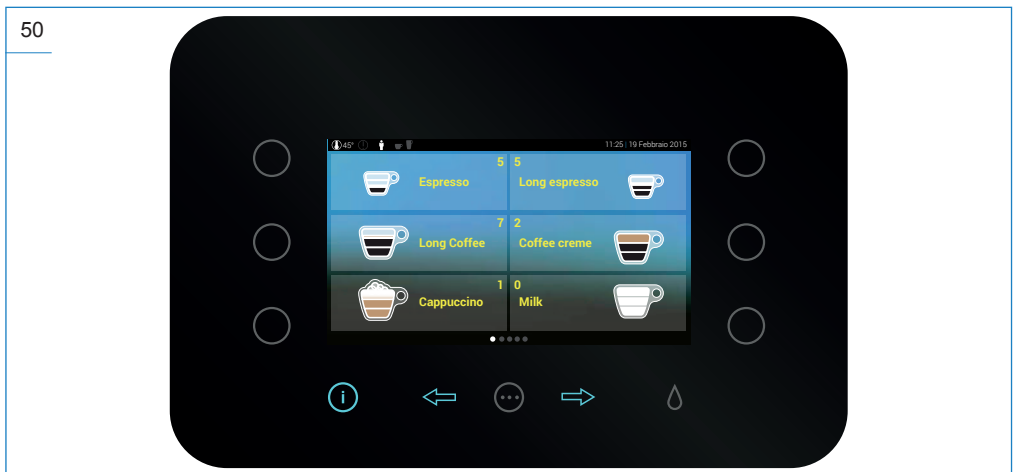 50
45° 11:25 | 19 Febbraio 2015
5 5
Espresso Long espresso
7 2
Long Coffee Coffee creme
1 0
Cappuccino Milk
i